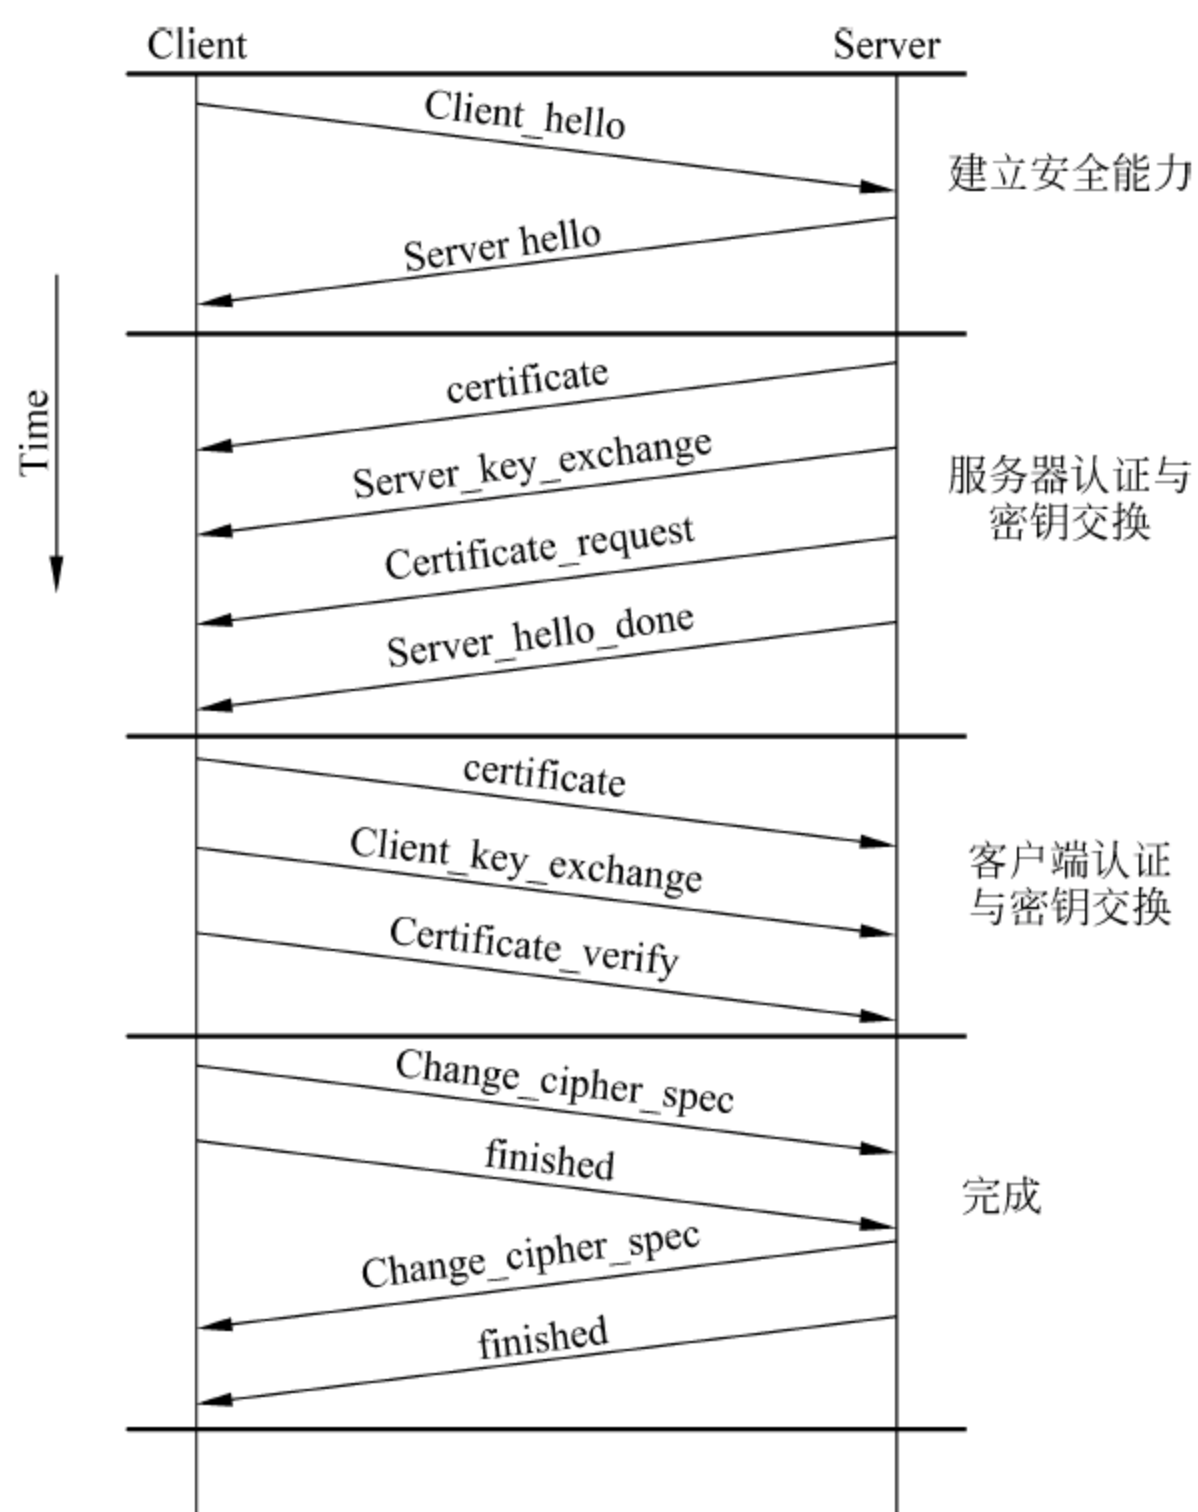 Client
Server
Client_hello
建立安全能力
Server hello
Time
certificate
Server_key_exchange
服务器认证与
密钥交换
Certificate_request
Server_hello_done
certificate
Client_key_exchange
客户端认证
与密钥交换
Certificate_verify
Change_cipher_spec
finished
完成
Change_cipher_spec
finished